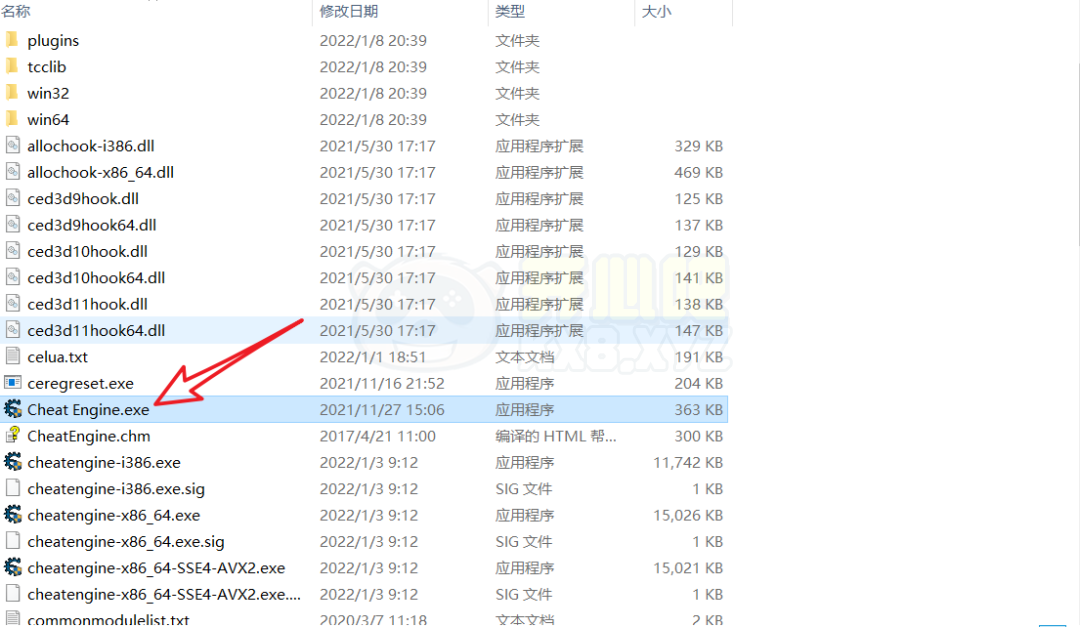 名称 修改日期 类型 大小
plugins 2022/1/8 20:39 文件夹
tcclib 2022/1/8 20:39 文件夹
win32 2022/1/8 20:39 文件夹
win64 2022/1/8 20:39 文件夹
allochook-i386.dll 2021/5/30 17:17 应用程序扩展 329 KB
allochook-x86_64.dll 2021/5/30 17:17 应用程序扩展 469 KB
ced3d9hook.dll 2021/5/30 17:17 应用程序扩展 125 KB
ced3d9hook64.dll 2021/5/30 17:17 应用程序扩展 137 KB
ced3d10hook.dll 2021/5/30 17:17 应用程序扩展 129 KB
ced3d10hook64.dll 2021/5/30 17:17 应用程序扩展 141 KB
ced3d11hook.dll 2021/5/30 17:17 应用程序扩展 138 KB
ced3d11hook64.dll 2021/5/30 17:17 应用程序扩展 147 KB
celua.txt 2022/1/1 18:51 文本文档 191 KB
ceregreset.exe 2021/11/16 21:52 应用程序 204 KB
Cheat Engine.exe 2021/11/27 15:06 应用程序 363 KB
CheatEngine.chm 2017/4/21 11:00 编译的 HTML 帮... 300 KB
cheatengine-i386.exe 2022/1/3 9:12 应用程序 11,742 KB
cheatengine-i386.exe.sig 2022/1/3 9:12 SIG 文件 1 KB
cheatengine-x86_64.exe 2022/1/3 9:12 应用程序 15,026 KB
cheatengine-x86_64.exe.sig 2022/1/3 9:12 SIG 文件 1 KB
cheatengine-x86_64-SSE4-AVX2.exe 2022/1/3 9:12 应用程序 15,021 KB
cheatengine-x86_64-SSE4-AVX2.exe.... 2022/1/3 9:12 SIG 文件 1 KB
commonmodulelist.txt 2020/3/7 11:18 文本文档 2 KB